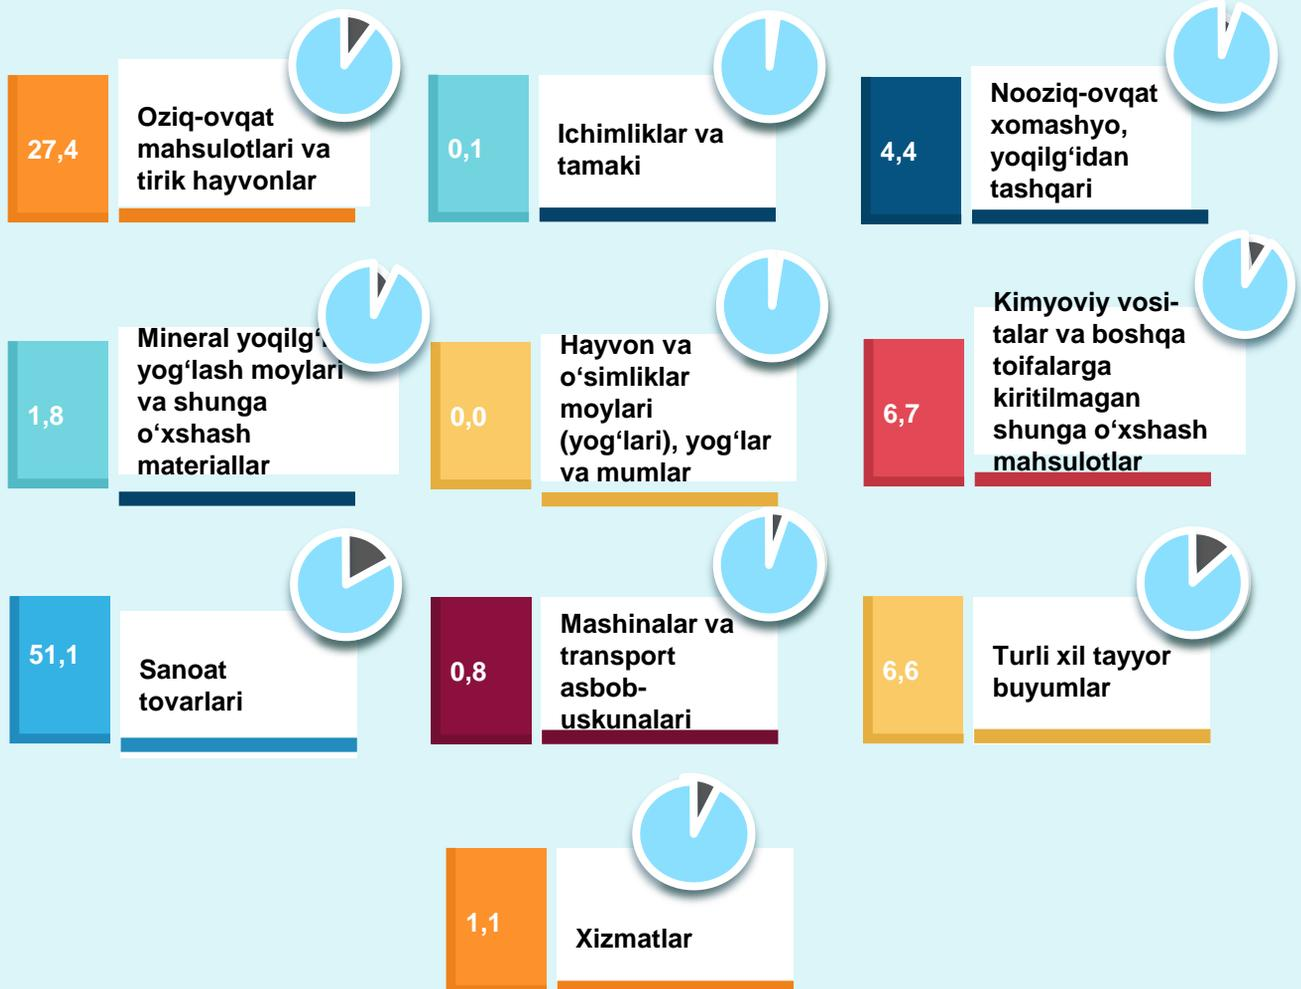 27,4
Oziq-ovqat
mahsulotlari va
tirik hayvonlar
0,1
Ichimliklar va
tamaki
4,4
Nooziq-ovqat
xomashyo,
yoqilg‘idan
tashqari
1,8
Mineral yoqilg‘
yog‘lash moylari
va shunga
o‘xshash
materiallar
0,0
Hayvon va
o‘simliklar
moylari
(yog‘lari), yog‘lar
va mumlar
6,7
Kimyoviy vosi-
talar va boshqa
toifalarga
kiritilmagan
shunga o‘xshash
mahsulotlar
51,1
Sanoat
tovarlari
0,8
Mashinalar va
transport
asbob-
uskunalari
6,6
Turli xil tayyor
buyumlar
1,1
Xizmatlar